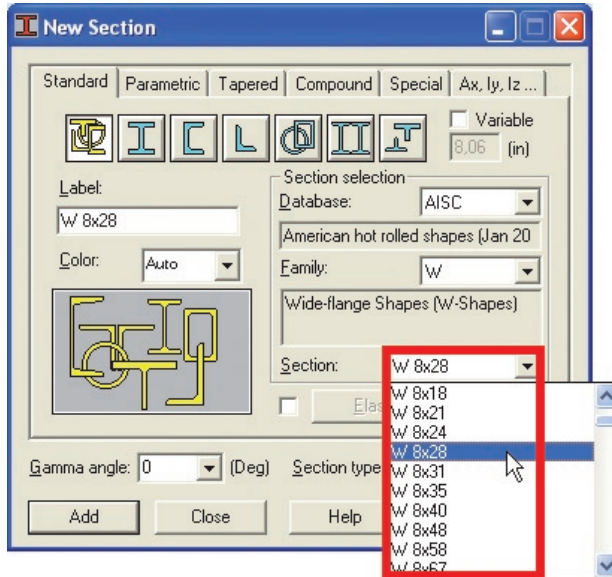 New Section
Standard Parametric Tapered Compound Special Ax, Iy, Iz ...
Variable
8,06 (in)
Label:
W 8x28
Color: Auto
Section selection
Database: AISC
American hot rolled shapes (Jan 20
Family: W
Wide-flange Shapes (W-Shapes)
Section: W 8x28
W 8x18
W 8x21
W 8x24
W 8x28
W 8x31
W 8x35
W 8x40
W 8x48
W 8x58
W 8x67
Gamma angle: 0 (Deg) Section type
Add Close Help